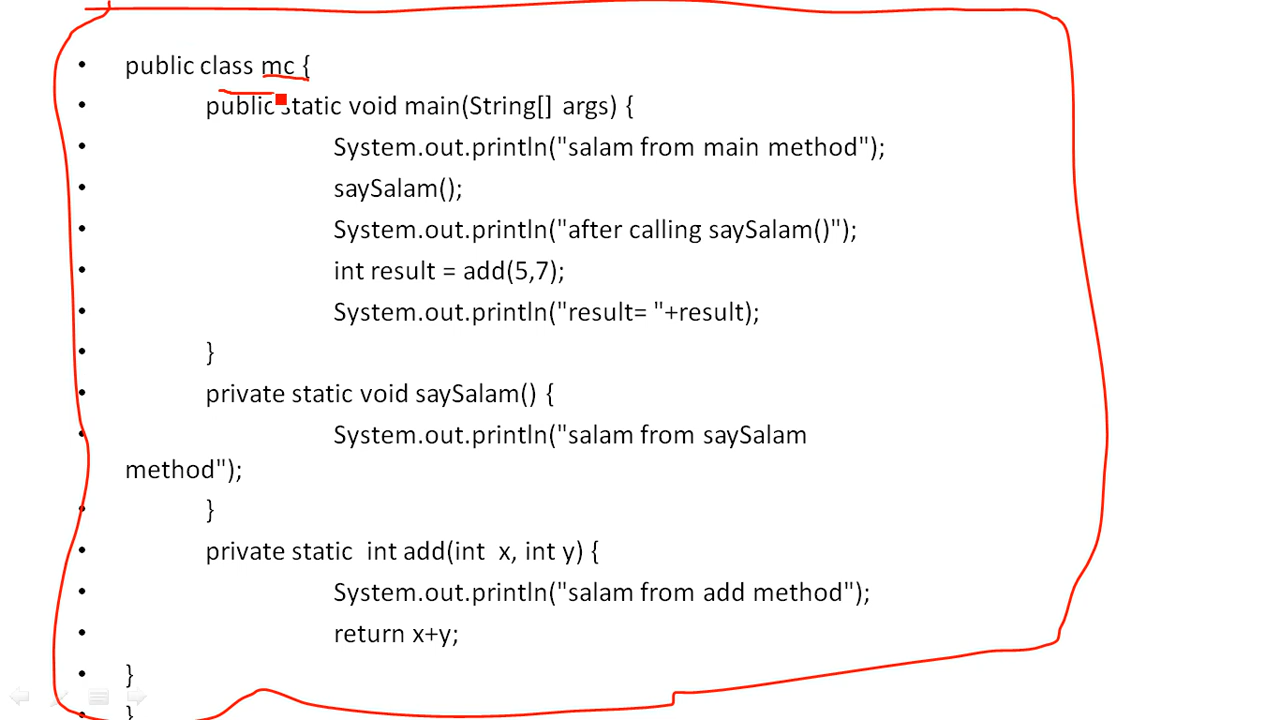 • public class mc {
• public static void main(String[] args) {
• System.out.println("salam from main method");
• saySalam();
• System.out.println("after calling saySalam()");
• int result = add(5,7);
• System.out.println("result= "+result);
• }
• private static void saySalam() {
• System.out.println("salam from saySalam
method");
• }
• private static  int add(int  x, int y) {
• System.out.println("salam from add method");
• return x+y;
• }
• }